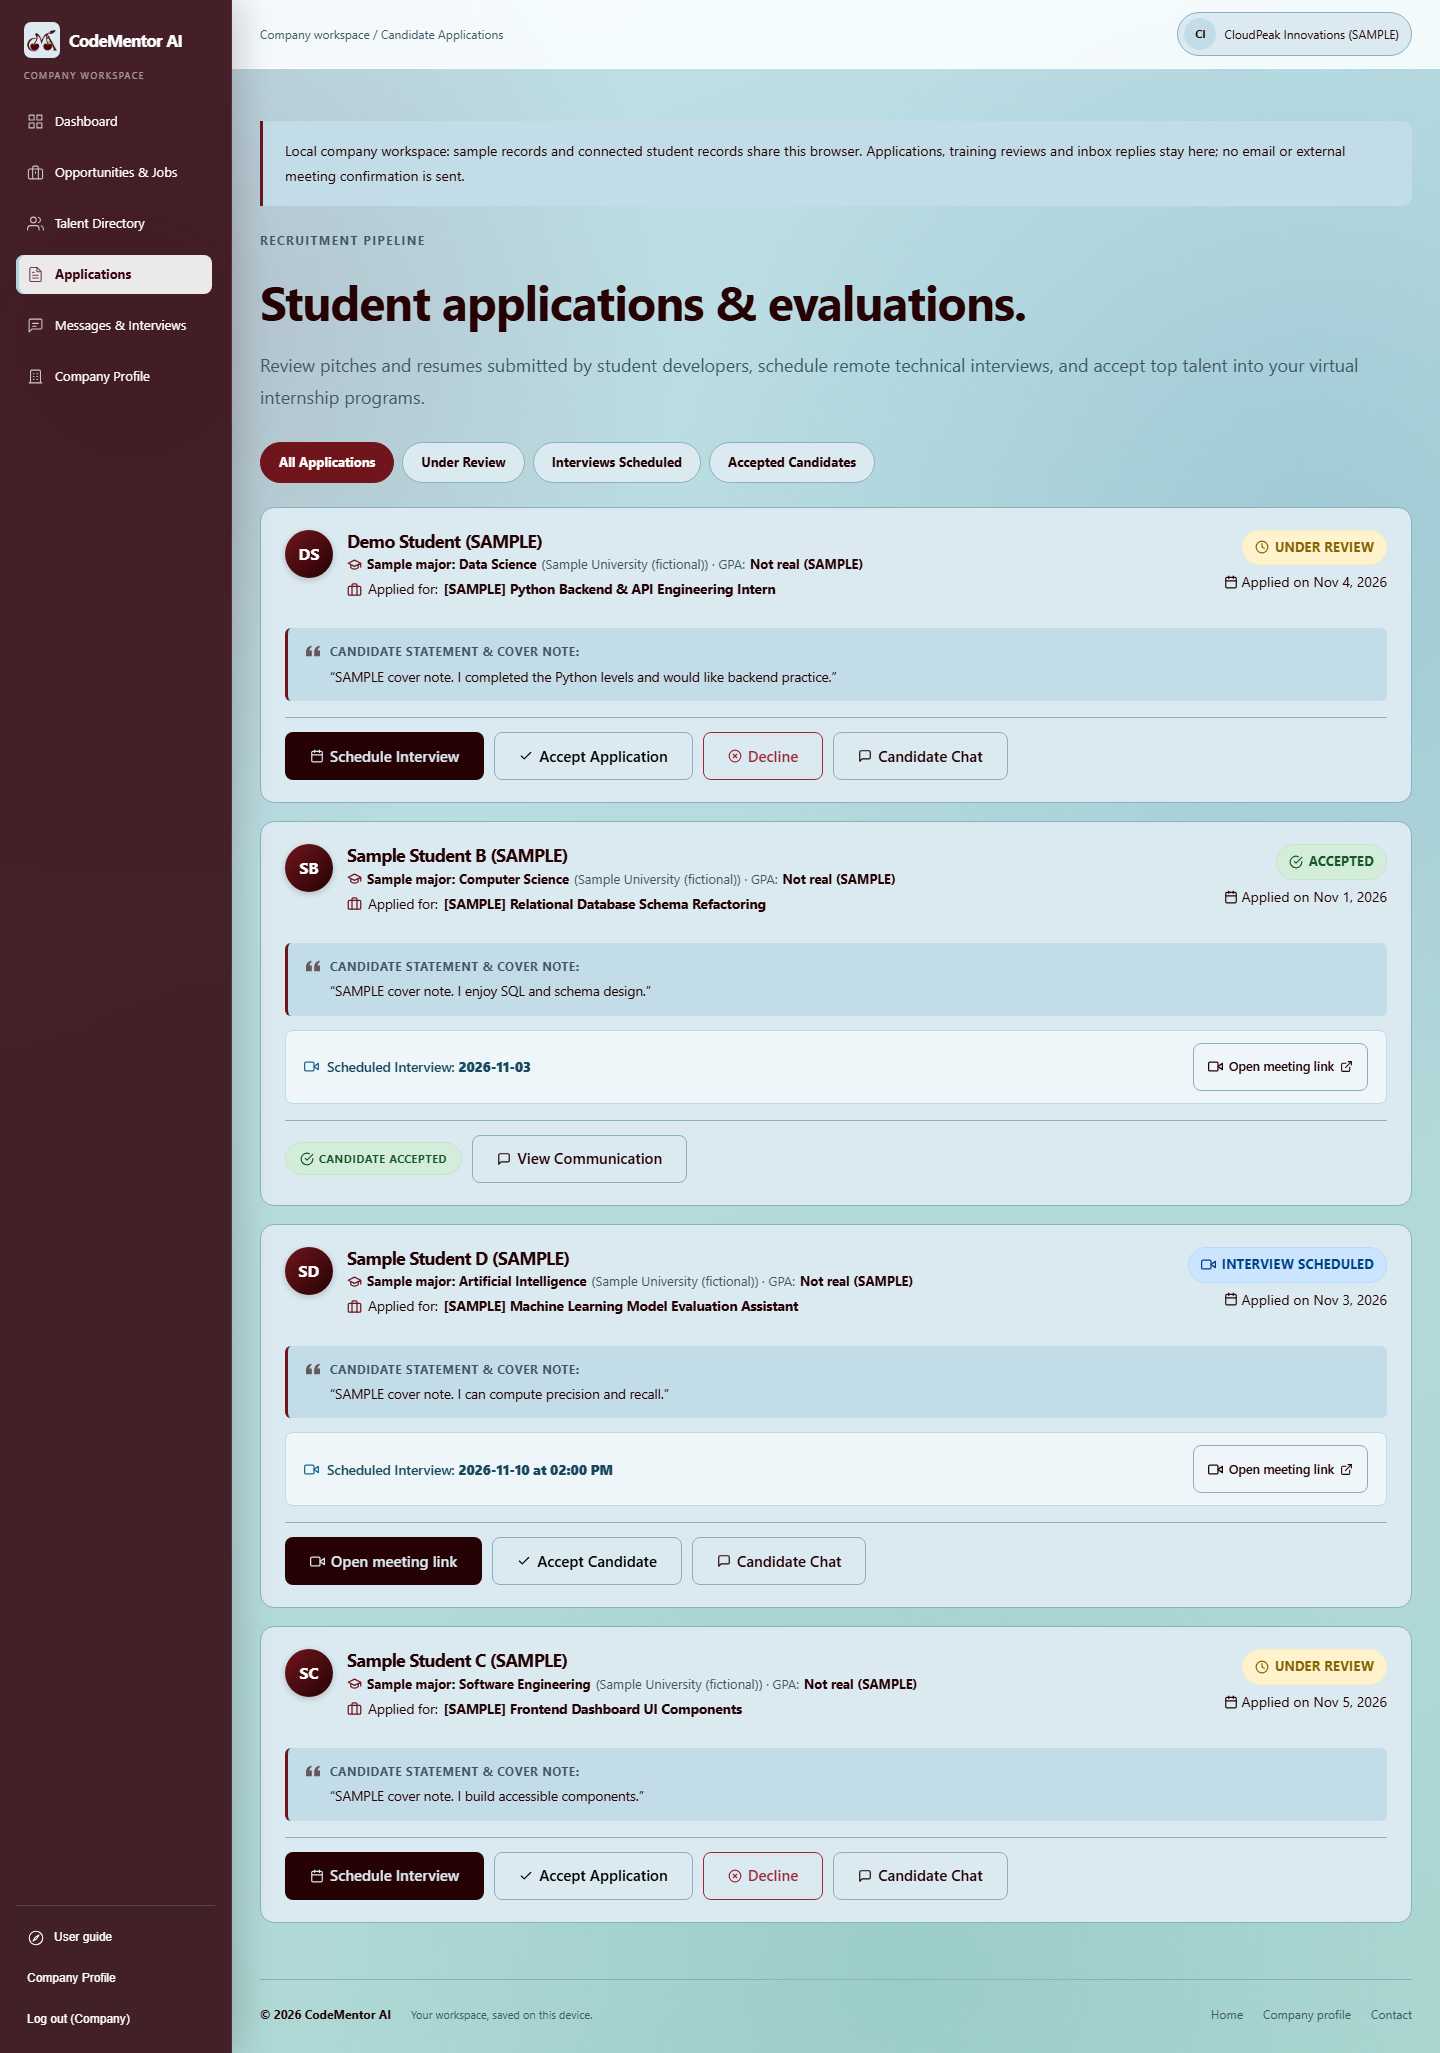 CodeMentor AI
COMPANY WORKSPACE
Dashboard
Opportunities & Jobs
Talent Directory
Applications
Messages & Interviews
Company Profile
User guide
Company Profile
Log out (Company)
Company workspace / Candidate Applications
CI CloudPeak Innovations (SAMPLE)
Local company workspace: sample records and connected student records share this browser. Applications, training reviews and inbox replies stay here; no email or external
meeting confirmation is sent.
RECRUITMENT PIPELINE
Student applications & evaluations.
Review pitches and resumes submitted by student developers, schedule remote technical interviews, and accept top talent into your virtual
internship programs.
All Applications Under Review Interviews Scheduled Accepted Candidates
DS
Demo Student (SAMPLE)
Sample major: Data Science (Sample University (fictional)) · GPA: Not real (SAMPLE)
Applied for: [SAMPLE] Python Backend & API Engineering Intern
UNDER REVIEW
Applied on Nov 4, 2026
CANDIDATE STATEMENT & COVER NOTE:
“SAMPLE cover note. I completed the Python levels and would like backend practice.”
Schedule Interview Accept Application Decline Candidate Chat
SB
Sample Student B (SAMPLE)
Sample major: Computer Science (Sample University (fictional)) · GPA: Not real (SAMPLE)
Applied for: [SAMPLE] Relational Database Schema Refactoring
ACCEPTED
Applied on Nov 1, 2026
CANDIDATE STATEMENT & COVER NOTE:
“SAMPLE cover note. I enjoy SQL and schema design.”
Scheduled Interview: 2026-11-03
Open meeting link
CANDIDATE ACCEPTED View Communication
SD
Sample Student D (SAMPLE)
Sample major: Artificial Intelligence (Sample University (fictional)) · GPA: Not real (SAMPLE)
Applied for: [SAMPLE] Machine Learning Model Evaluation Assistant
INTERVIEW SCHEDULED
Applied on Nov 3, 2026
CANDIDATE STATEMENT & COVER NOTE:
“SAMPLE cover note. I can compute precision and recall.”
Scheduled Interview: 2026-11-10 at 02:00 PM
Open meeting link
Open meeting link Accept Candidate Candidate Chat
SC
Sample Student C (SAMPLE)
Sample major: Software Engineering (Sample University (fictional)) · GPA: Not real (SAMPLE)
Applied for: [SAMPLE] Frontend Dashboard UI Components
UNDER REVIEW
Applied on Nov 5, 2026
CANDIDATE STATEMENT & COVER NOTE:
“SAMPLE cover note. I build accessible components.”
Schedule Interview Accept Application Decline Candidate Chat
© 2026 CodeMentor AI Your workspace, saved on this device.
Home Company profile Contact